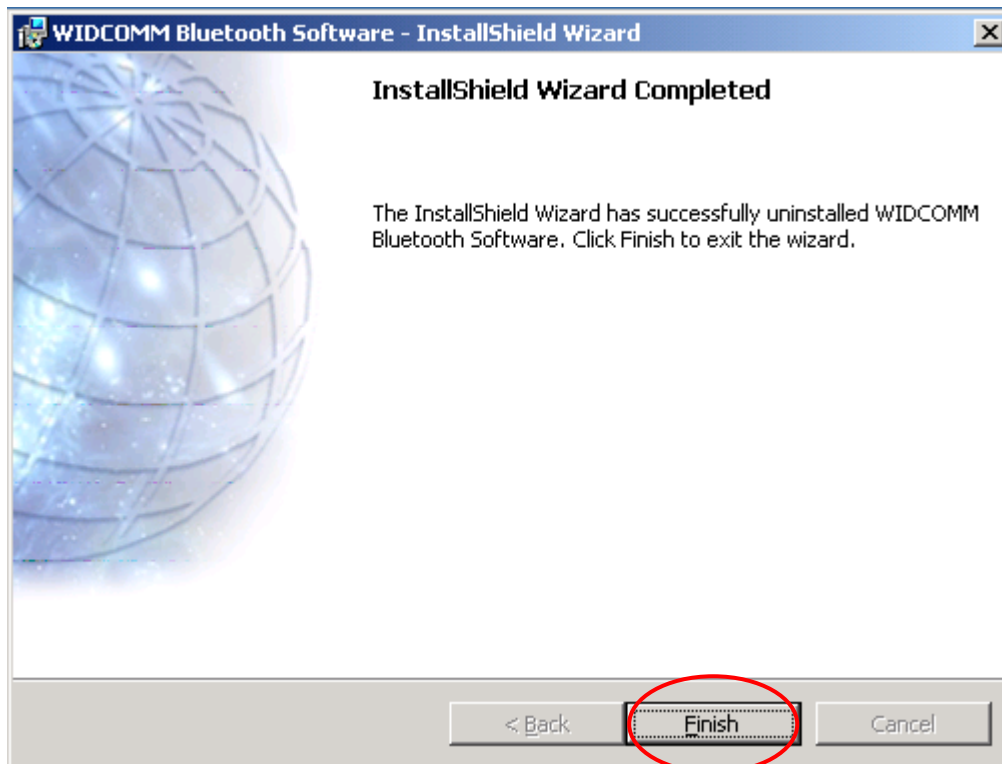 WIDCOMM Bluetooth Software - InstallShield Wizard
InstallShield Wizard Completed
The InstallShield Wizard has successfully uninstalled WIDCOMM
Bluetooth Software. Click Finish to exit the wizard.
< Back Finish Cancel